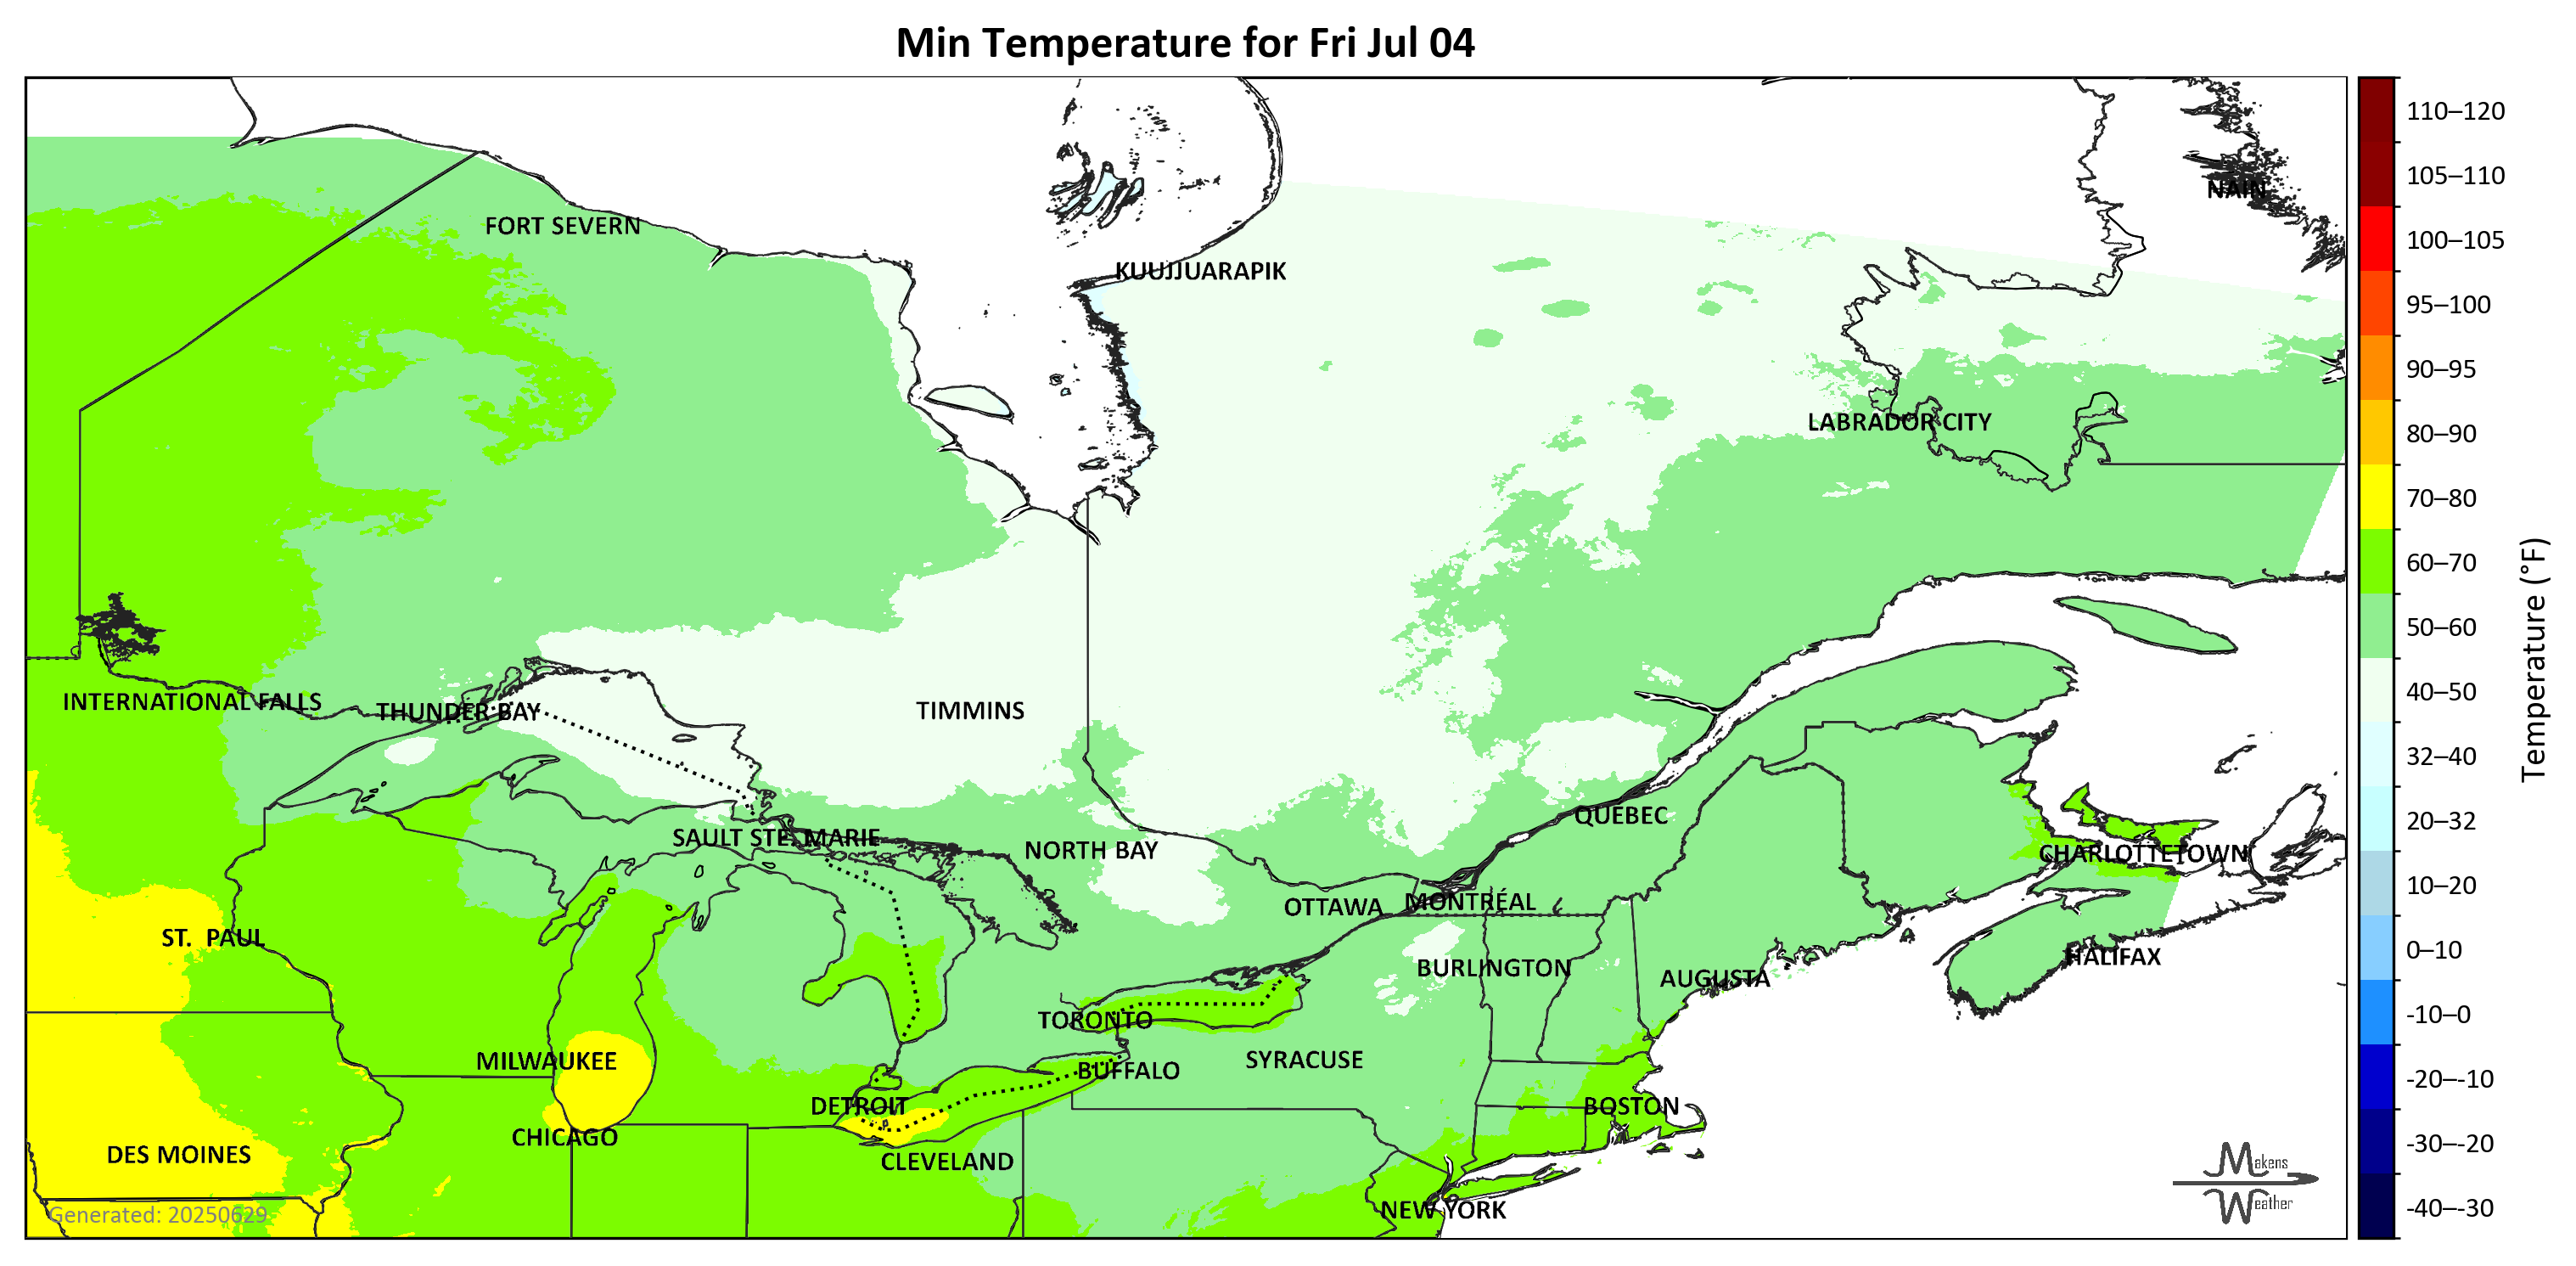 Min Temperature for Fri Jul 04
NAIN
FORT SEVERN
KUUJJUARAPIK
LABRADOR CITY
INTERNATIONAL FALLS
THUNDER BAY
TIMMINS
QUÉBEC
SAULT STE. MARIE
NORTH BAY
CHARLOTTETOWN
OTTAWA
MONTRÉAL
ST. PAUL
HALIFAX
BURLINGTON
AUGUSTA
TORONTO
MILWAUKEE
SYRACUSE
BUFFALO
DETROIT
BOSTON
CHICAGO
DES MOINES
CLEVELAND
NEW YORK
Generated: 20250629
Makens
Weather
110–120
105–110
100–105
95–100
90–95
80–90
70–80
60–70
50–60
40–50
32–40
20–32
10–20
0–10
-10–0
-20–-10
-30–-20
-40–-30
Temperature (°F)